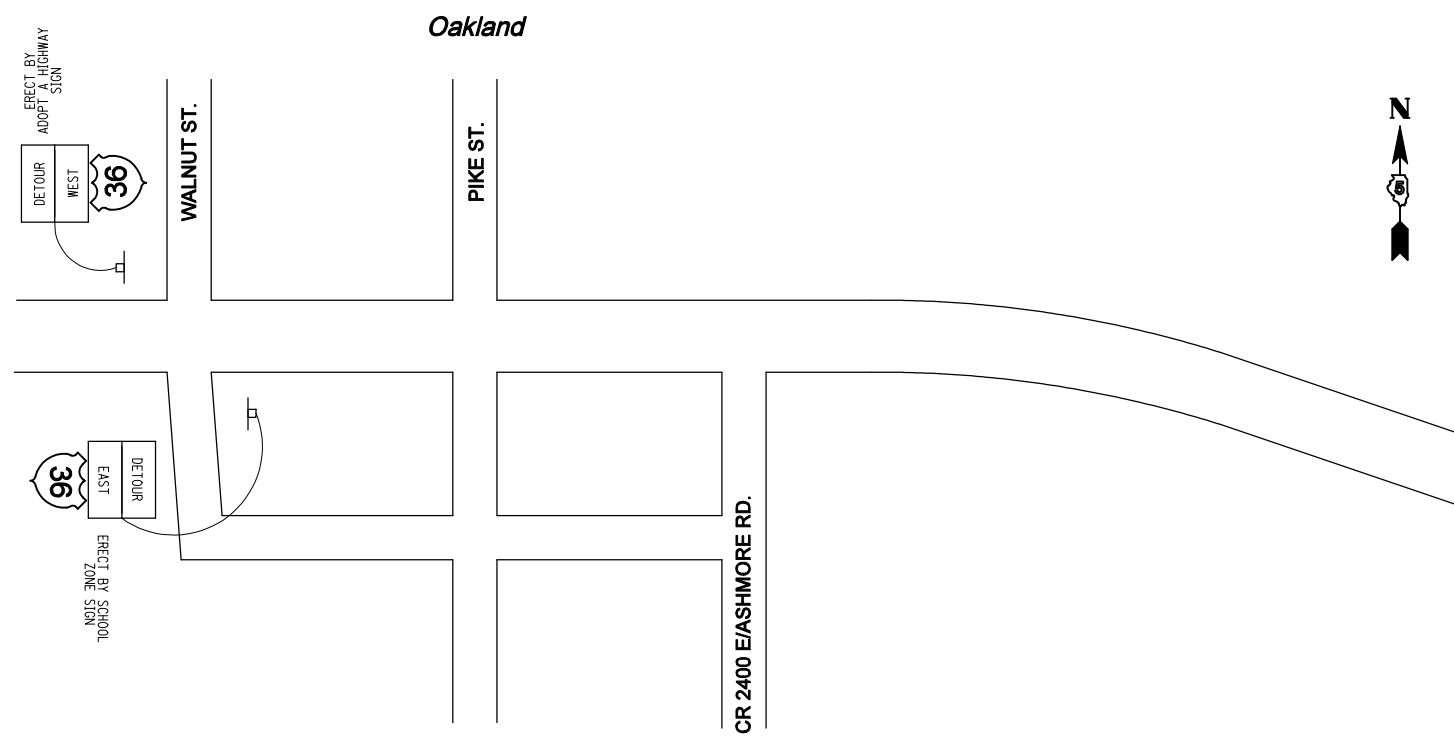 Oakland
ERECT BY
ADOPT A HIGHWAY
SIGN
DETOUR
WEST
36
WALNUT ST.
PIKE ST.
N
5
36
EAST
DETOUR
ERECT BY SCHOOL
ZONE SIGN
CR 2400 E/ASHMORE RD.